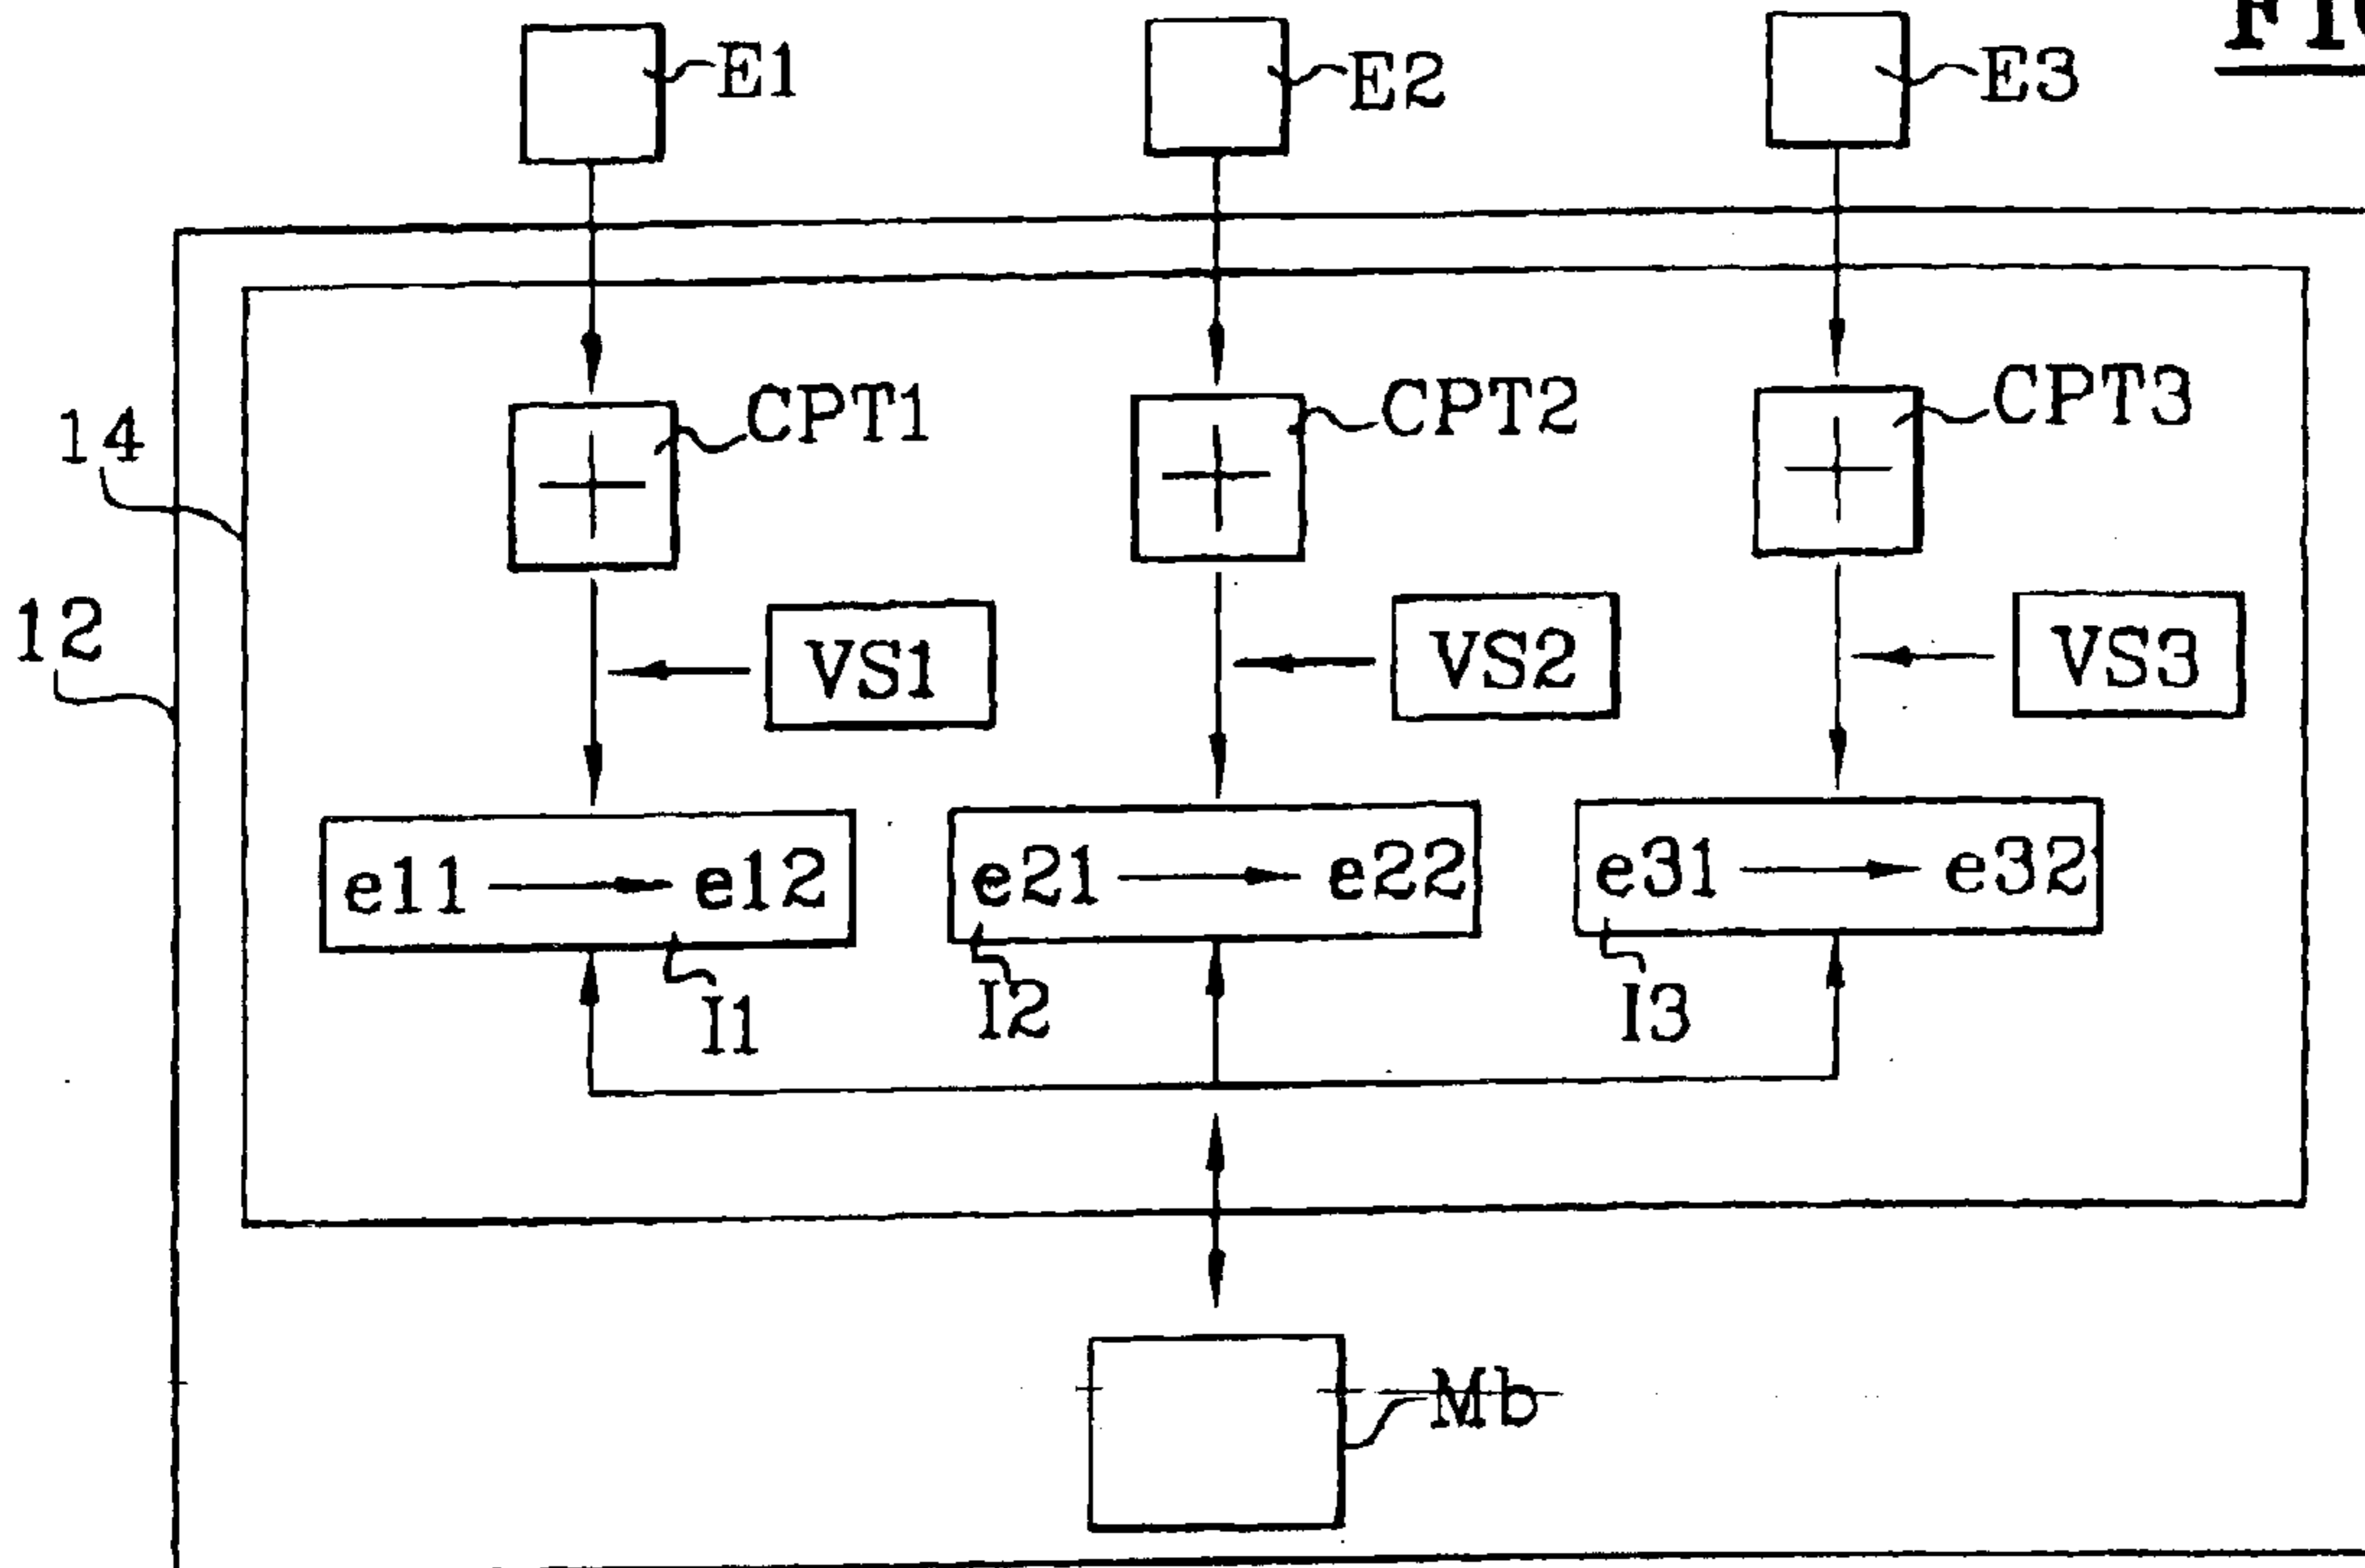 E1
E2
E3
CPT1
CPT2
CPT3
14
12
VS1
VS2
VS3
e11
e12
e21
e22
e31
e32
I1
I2
I3
Mb